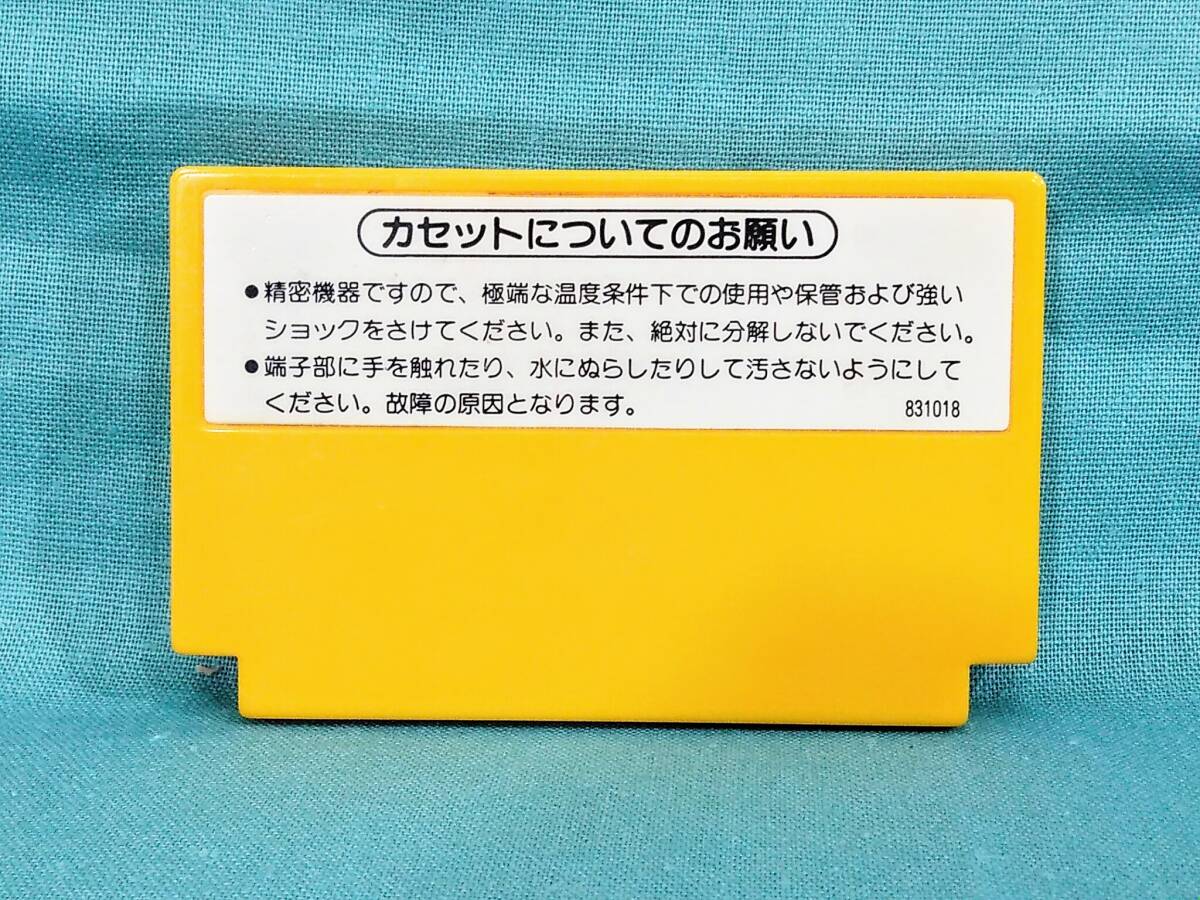 カセットについてのお願い
●精密機器ですので、極端な温度条件下での使用や保管および強い
ショックをさけてください。また、絶対に分解しないでください。
●端子部に手を触れたり、水にぬらしたりして汚さないようにして
ください。故障の原因となります。 831018